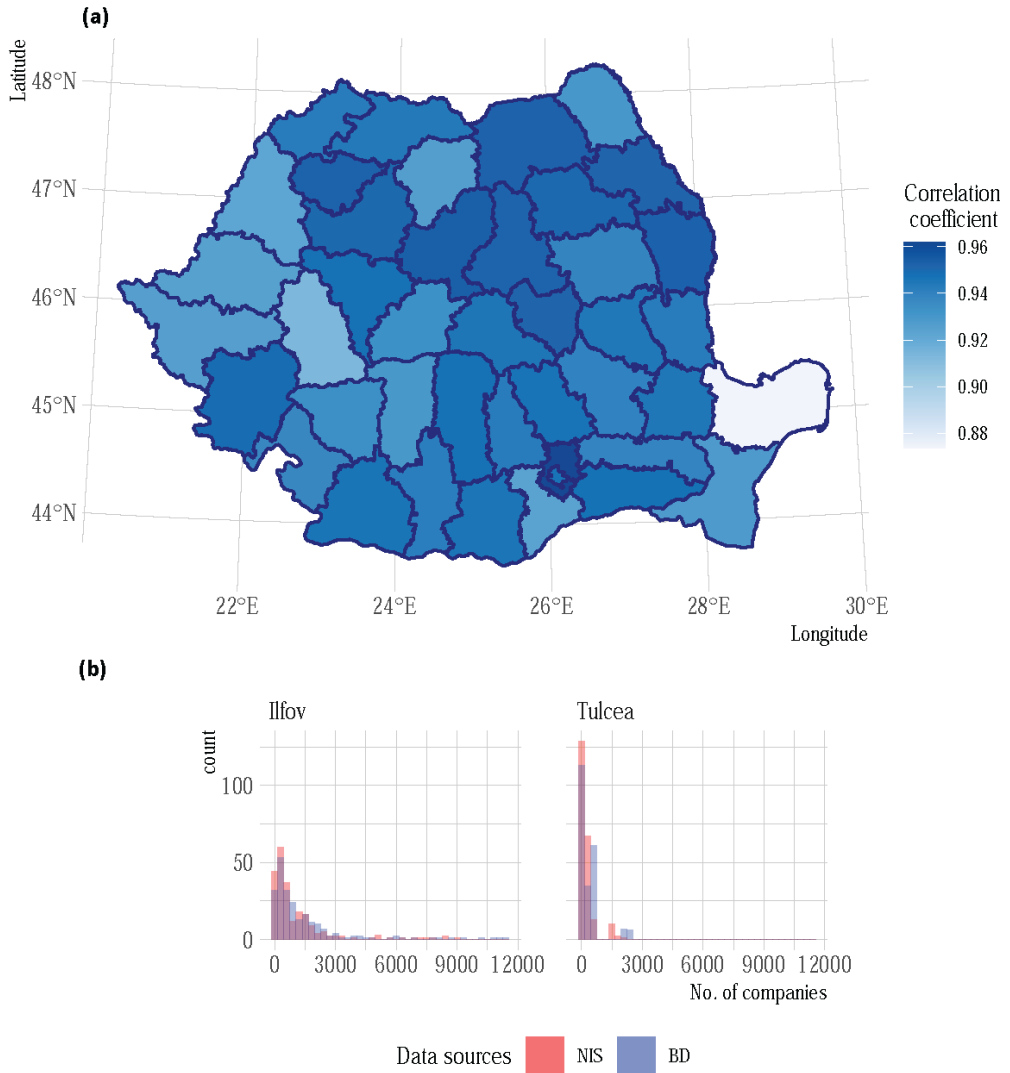 (a)
Latitude
48°N
47°N
46°N
45°N
44°N
22°E
24°E
26°E
28°E
30°E
Longitude
Correlation
coefficient
0.96
0.94
0.92
0.90
0.88
(b)
Ilfov
Tulcea
count
100
50
0
0 3000 6000 9000 12000
0 3000 6000 9000 12000
No. of companies
Data sources NIS BD